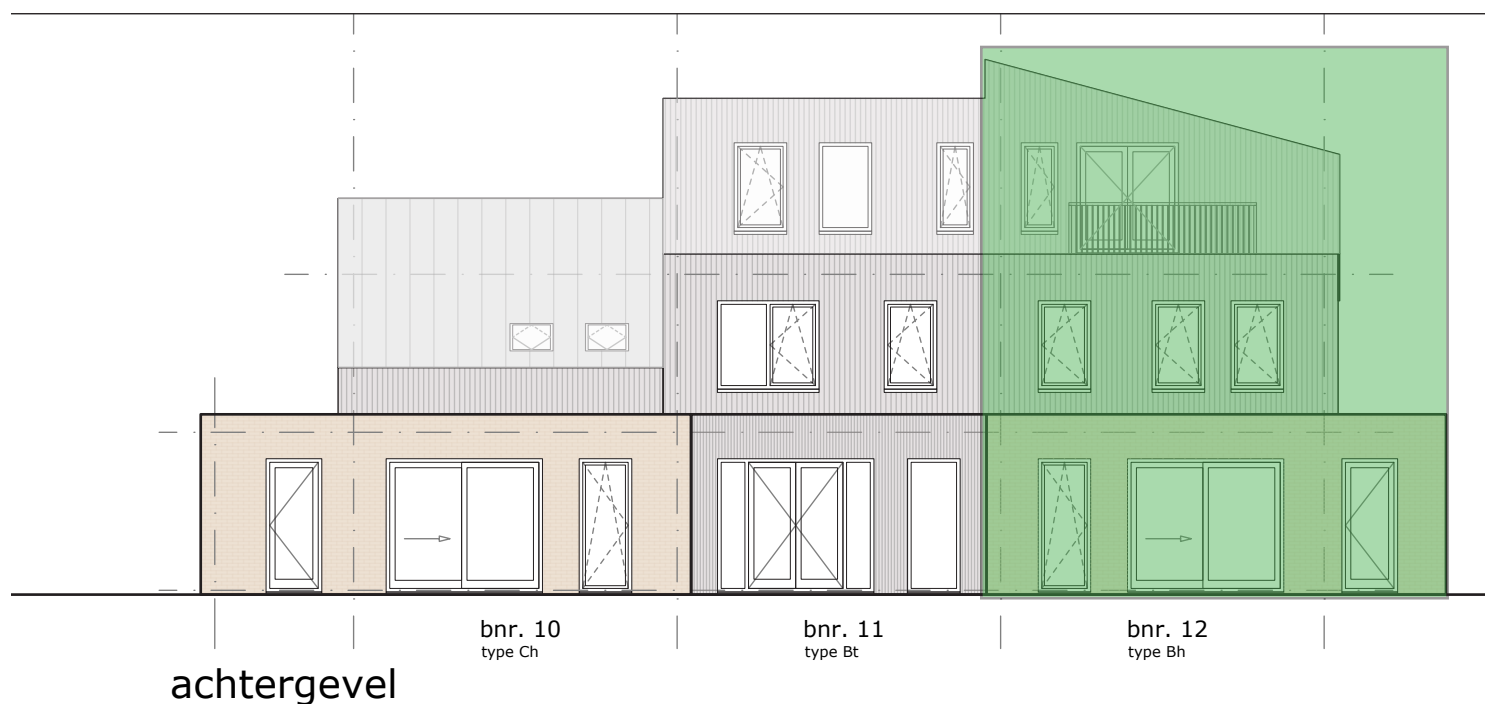 bnr. 10
type Ch
bnr. 11
type Bt
bnr. 12
type Bh
achtergevel